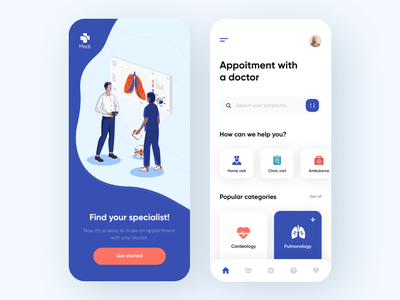 Medi
Find your specialist!
Now it's so easy to make an appointment
with your doctor.
Get started
Appoitment with
a doctor
Search your symptoms...
How can we help you?
Home visit
Clinic visit
Ambulance
Popular categories
See all
Cardeology
Pulmonology